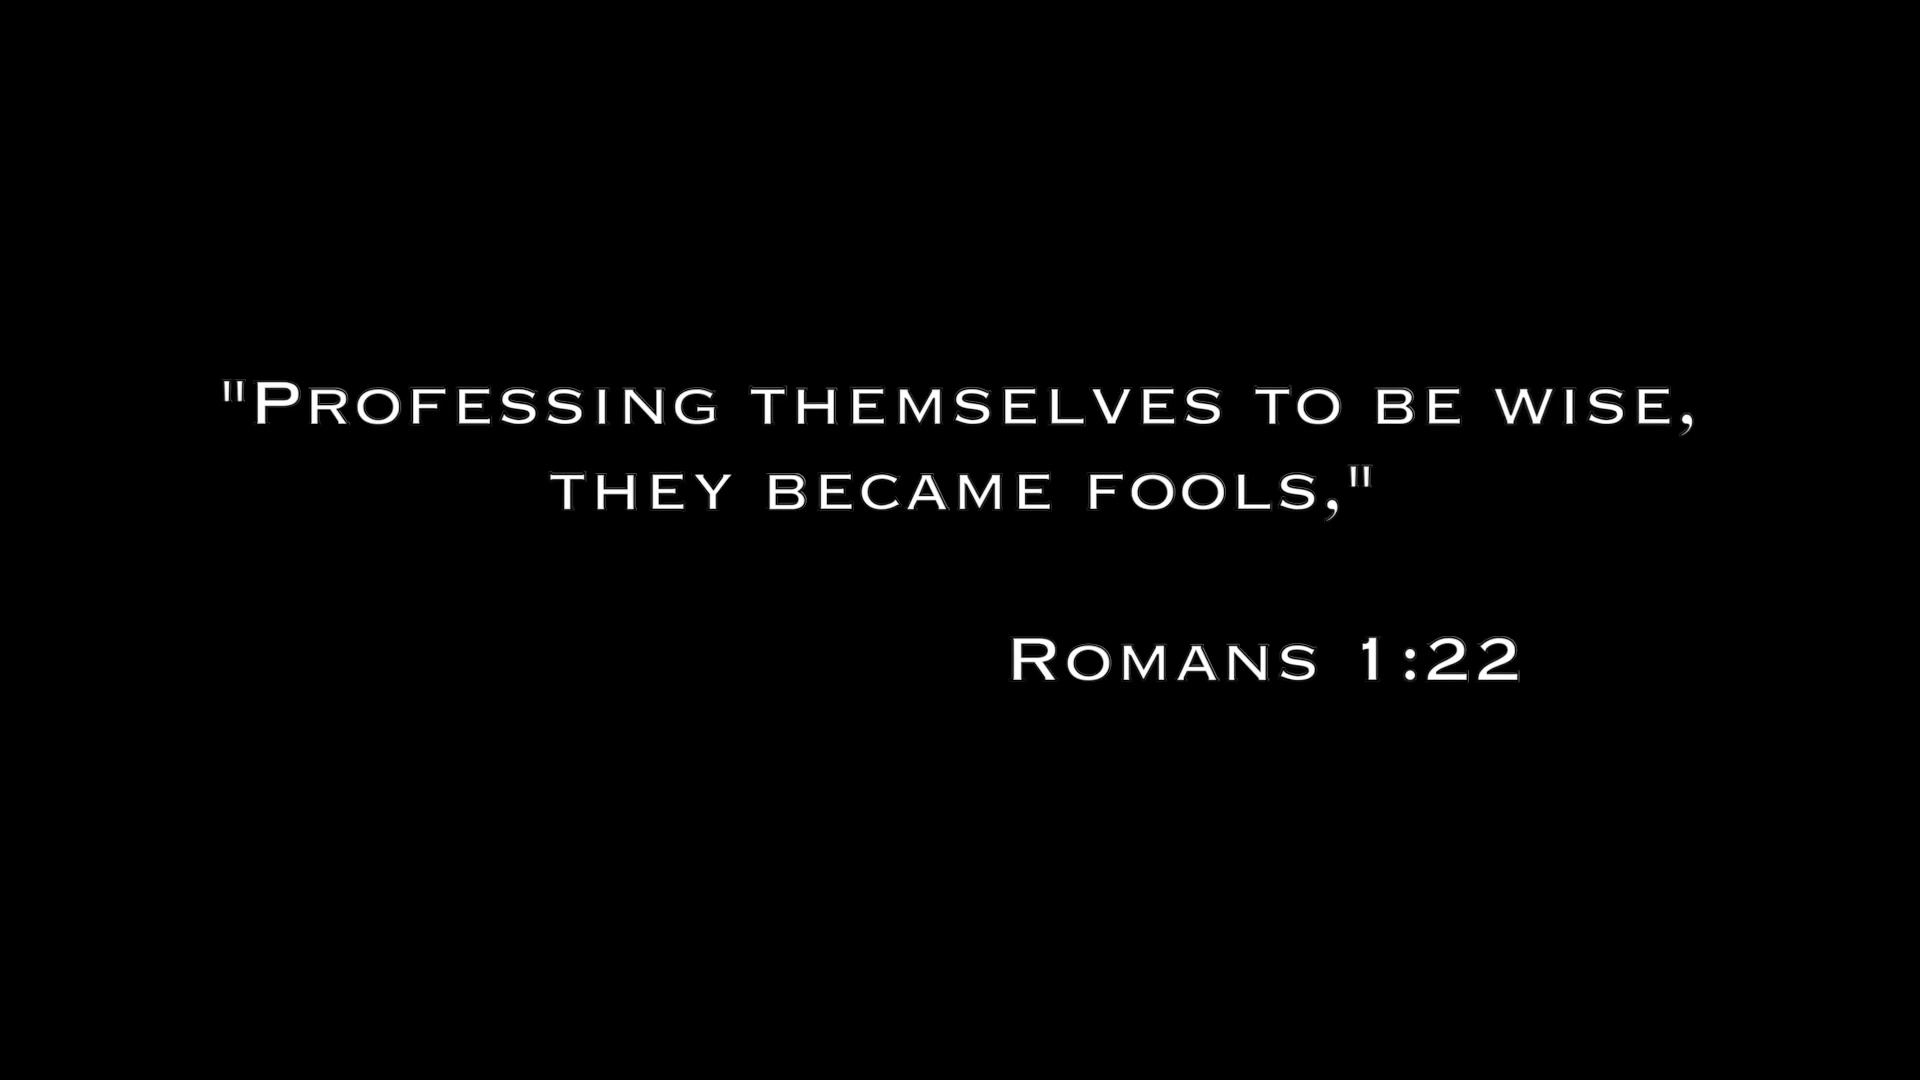 "Professing themselves to be wise,
they became fools,"
Romans 1:22